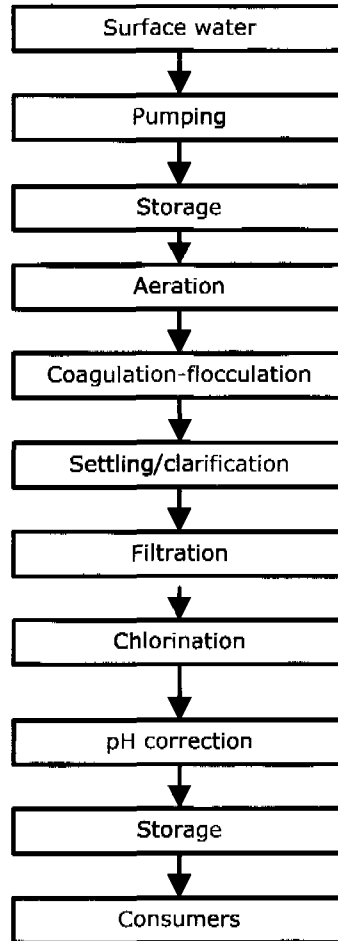 Surface water
Pumping
Storage
Aeration
Coagulation-flocculation
Settling/clarification
Filtration
Chlorination
pH correction
Storage
Consumers